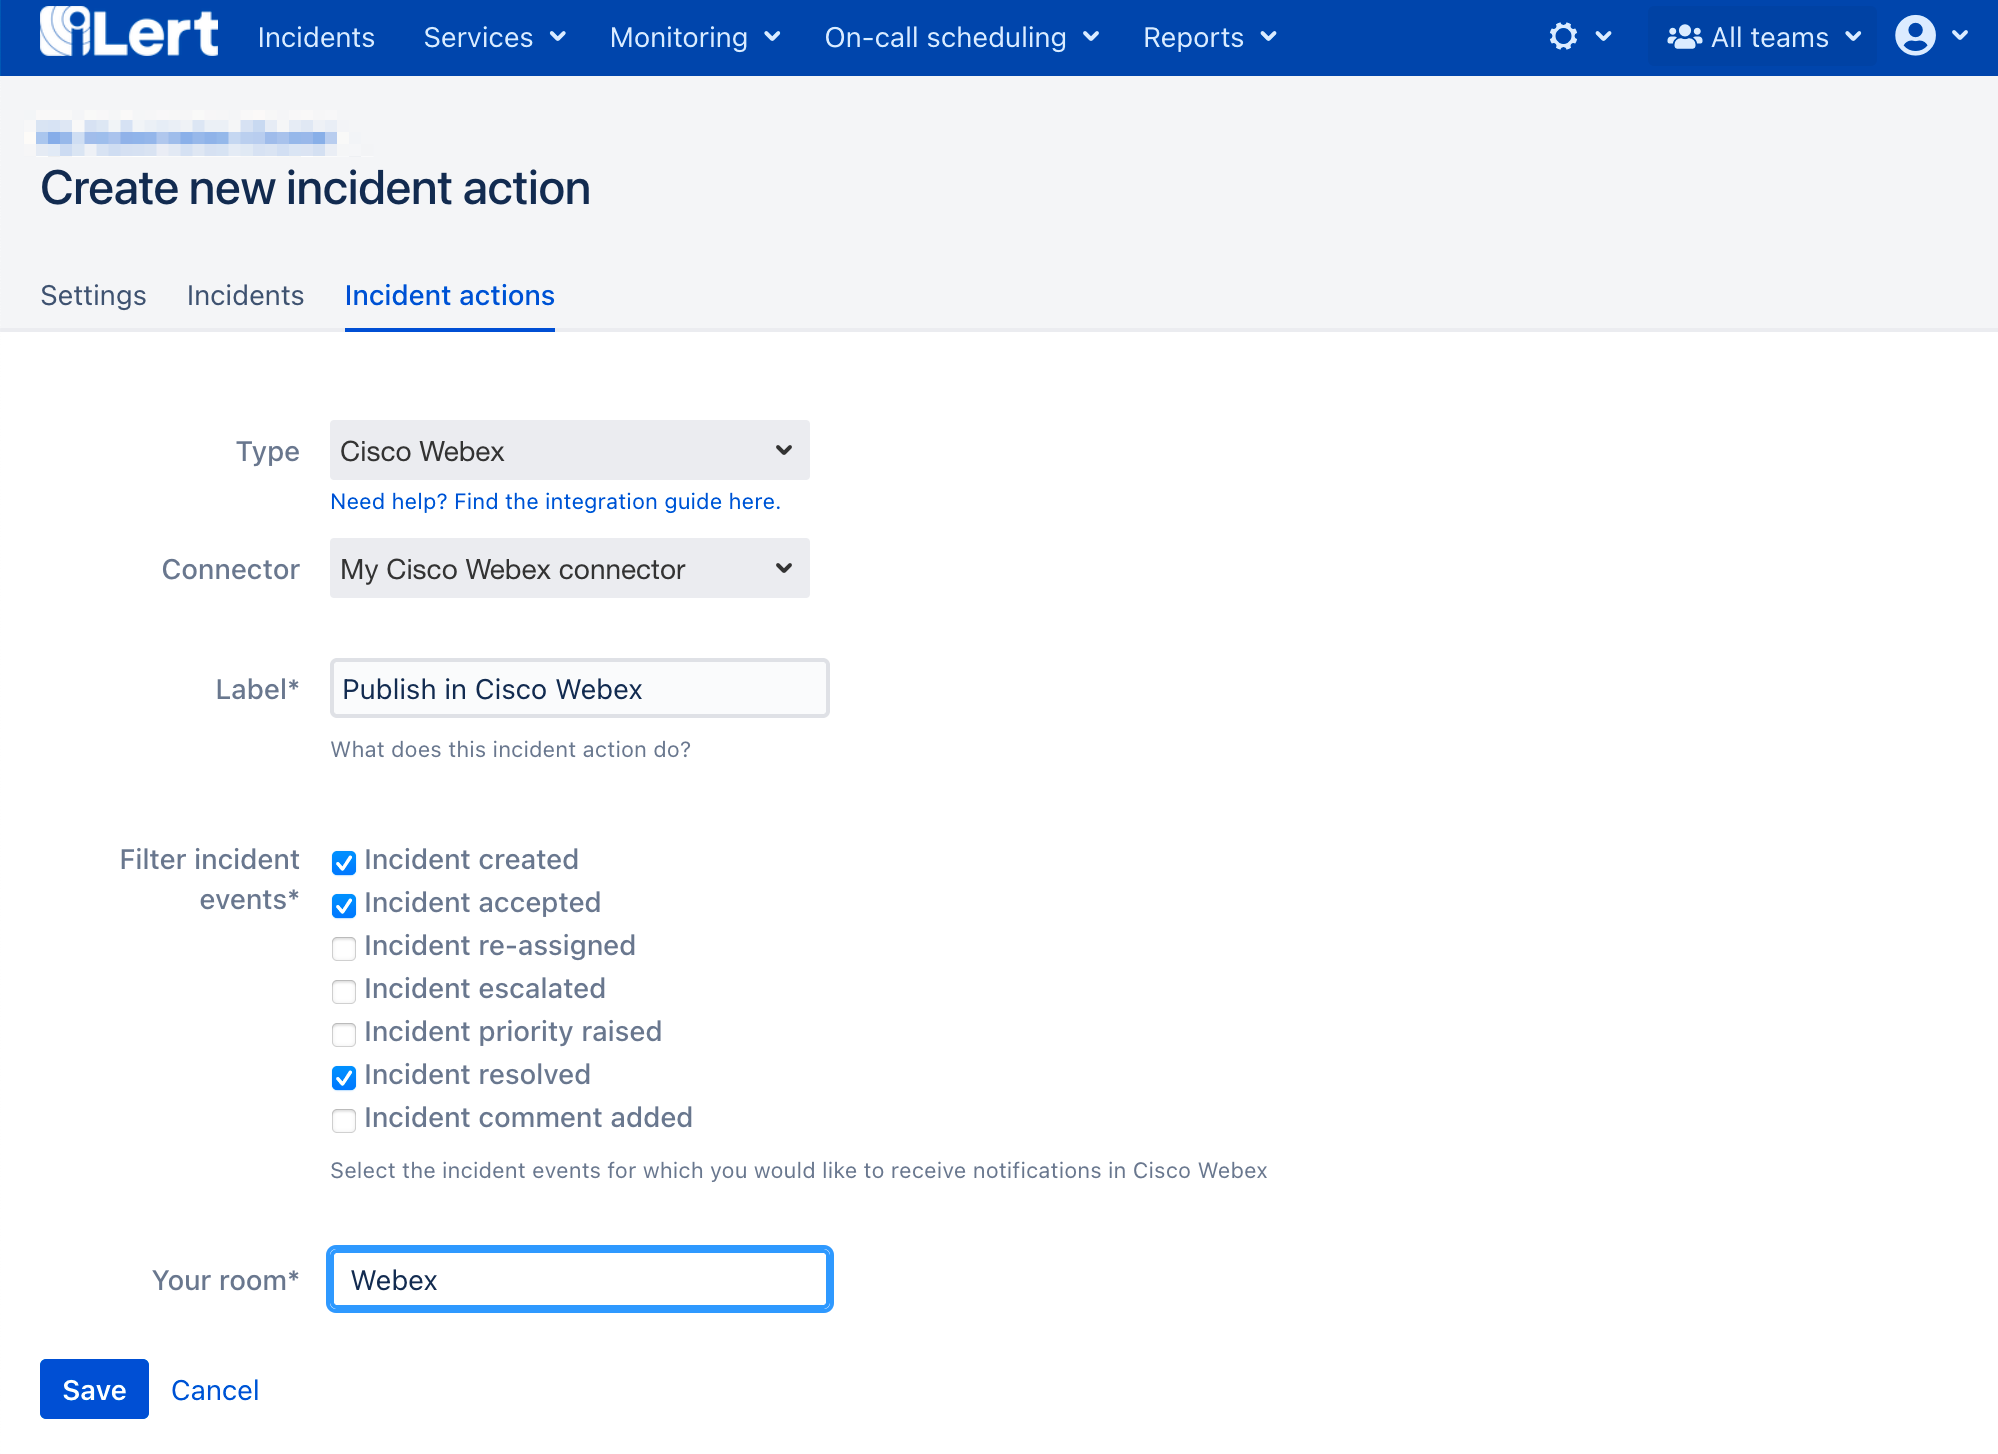 iLert Incidents Services Monitoring On-call scheduling Reports All teams
Create new incident action
Settings Incidents Incident actions
Type Cisco Webex
Need help? Find the integration guide here.
Connector My Cisco Webex connector
Label* Publish in Cisco Webex
What does this incident action do?
Filter incident events*
Incident created
Incident accepted
Incident re-assigned
Incident escalated
Incident priority raised
Incident resolved
Incident comment added
Select the incident events for which you would like to receive notifications in Cisco Webex
Your room* Webex
Save Cancel